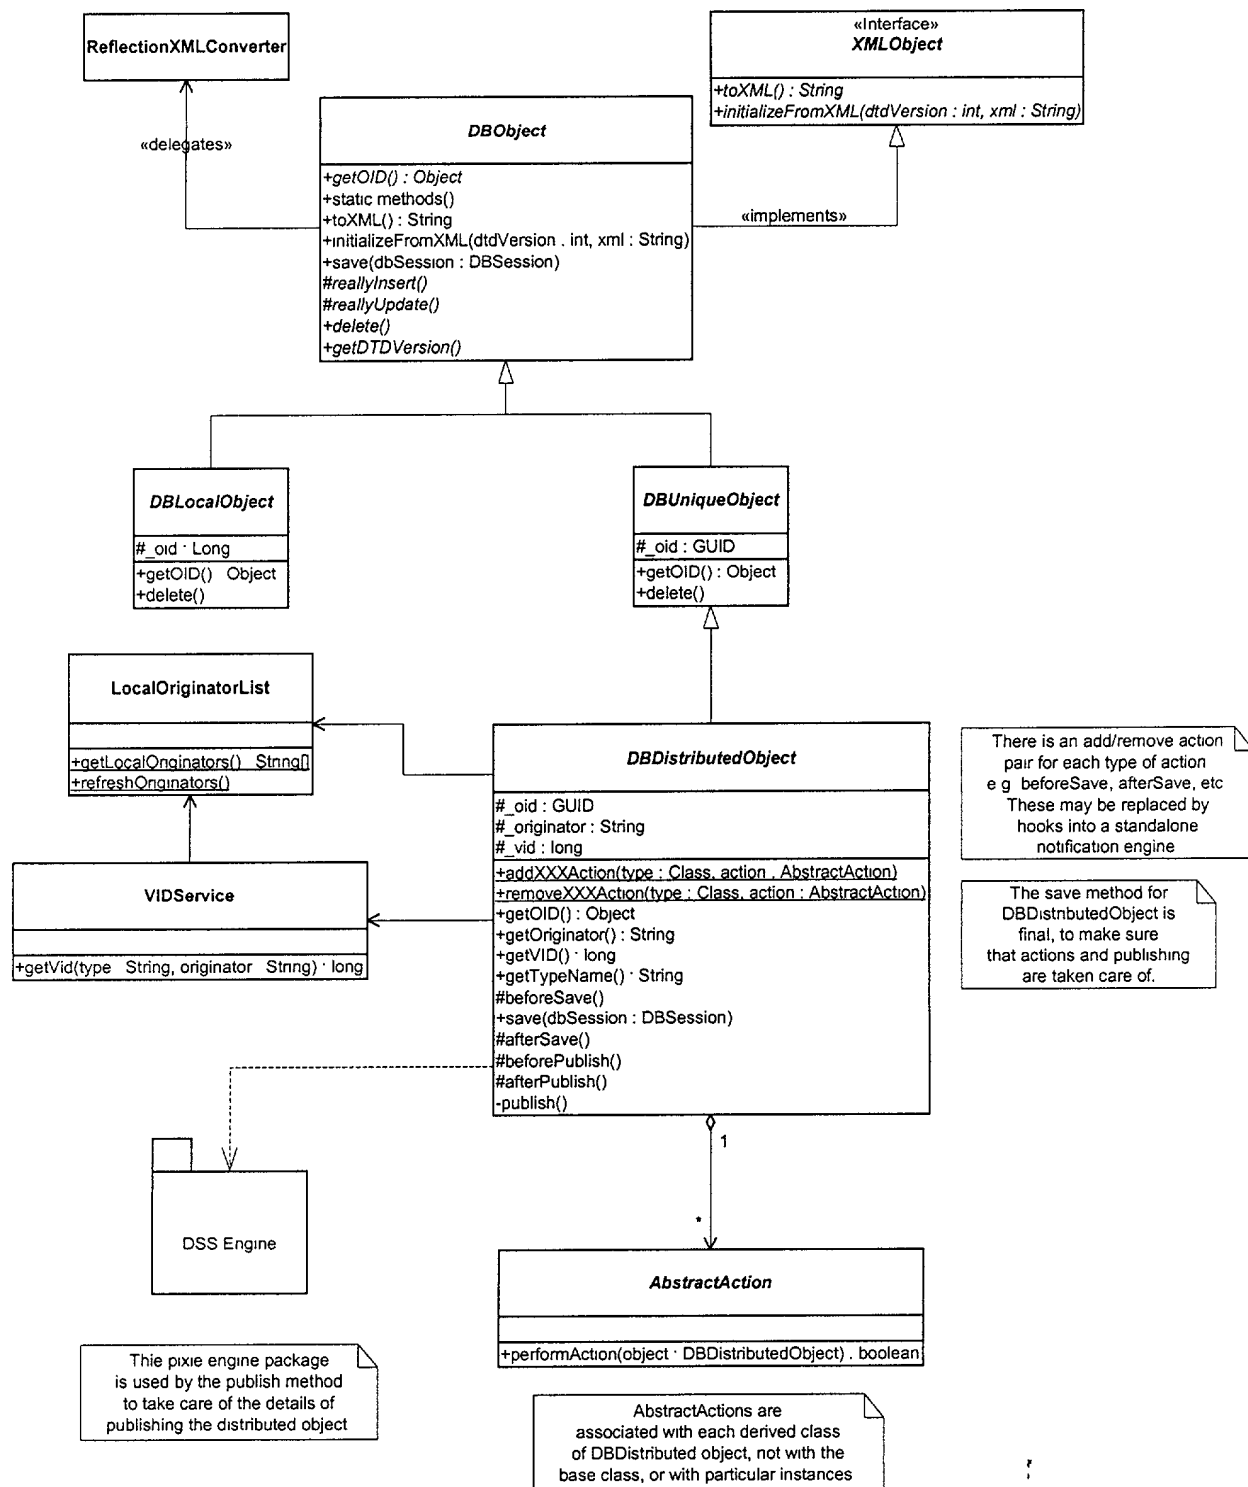 ReflectionXMLConverter
«Interface»
XMLObject
+toXML() : String
+initializeFromXML(dtdVersion : int, xml : String)
«delegates»
DBObject
+getOID() : Object
+static methods()
+toXML() : String
+initializeFromXML(dtdVersion . int, xml : String)
+save(dbSession : DBSession)
#reallyInsert()
#reallyUpdate()
+delete()
+getDTDVersion()
«implements»
DBLocalObject
#_oid · Long
+getOID() Object
+delete()
DBUniqueObject
#_oid : GUID
+getOID() : Object
+delete()
LocalOriginatorList
+getLocalOriginators() String[]
+refreshOriginators()
VIDService
+getVid(type String, originator String) · long
DBDistributedObject
#_oid : GUID
#_originator : String
#_vid : long
+addXXXAction(type : Class, action . AbstractAction)
+removeXXXAction(type : Class, action : AbstractAction)
+getOID() : Object
+getOriginator() : String
+getVID() · long
+getTypeName() · String
#beforeSave()
+save(dbSession : DBSession)
#afterSave()
#beforePublish()
#afterPublish()
-publish()
There is an add/remove action
pair for each type of action
e g beforeSave, afterSave, etc
These may be replaced by
hooks into a standalone
notification engine
The save method for
DBDistributedObject is
final, to make sure
that actions and publishing
are taken care of.
1
*
DSS Engine
AbstractAction
+performAction(object · DBDistributedObject) . boolean
Thie pixie engine package
is used by the publish method
to take care of the details of
publishing the distributed object
AbstractActions are
associated with each derived class
of DBDistributed object, not with the
base class, or with particular instances